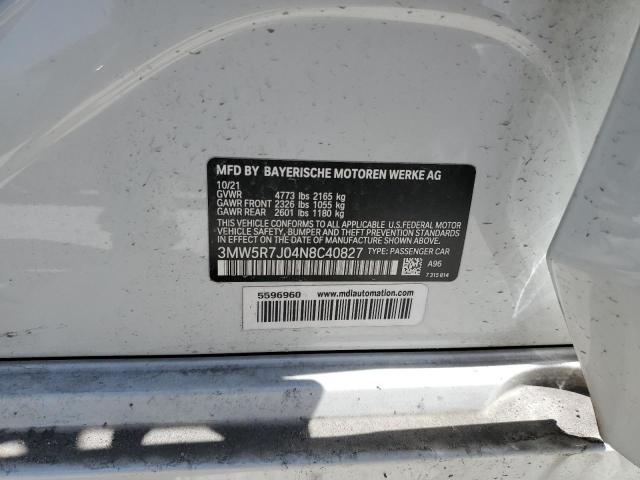 MFD BY BAYERISCHE MOTOREN WERKE AG
10/21
GVWR 4773 lbs 2165 kg
GAWR FRONT 2326 lbs 1055 kg
GAWR REAR 2601 lbs 1180 kg
THIS VEHICLE CONFORMS TO ALL APPLICABLE U.S.FEDERAL MOTOR
VEHICLE SAFETY, BUMPER, AND THEFT PREVENTION STANDARDS
IN EFFECT ON THE DATE OF MANUFACTURE SHOWN ABOVE.
3MW5R7J04N8C40827 TYPE: PASSENGER CAR
A96
7 315 814
5596960 www.mdlautomation.com